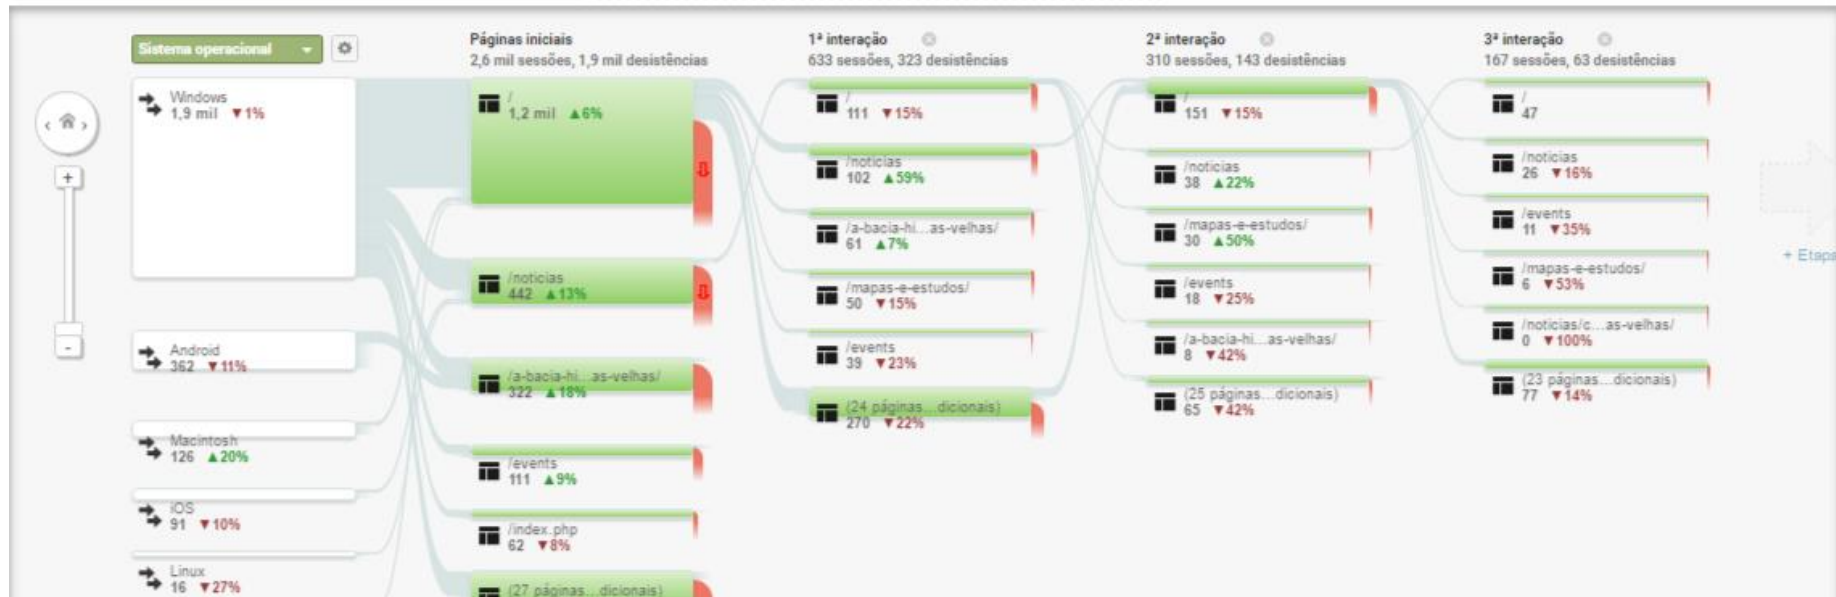 Sistema operacional
Windows
1,9 mil ▼1%
Android
362 ▼11%
Macintosh
126 ▲20%
iOS
91 ▼10%
Linux
16 ▼27%
+
-
Páginas iniciais
2,6 mil sessões, 1,9 mil desistências
/
1,2 mil ▲6%
/noticias
442 ▲13%
/a-bacia-hi...as-velhas/
322 ▲18%
/events
111 ▲9%
/index.php
62 ▼8%
(27 páginas...dicionais)
1ª interação
633 sessões, 323 desistências
/
111 ▼15%
/noticias
102 ▲59%
/a-bacia-hi...as-velhas/
61 ▲7%
/mapas-e-estudos/
50 ▼15%
/events
39 ▼23%
(24 páginas...dicionais)
270 ▼22%
2ª interação
310 sessões, 143 desistências
/
151 ▼15%
/noticias
38 ▲22%
/mapas-e-estudos/
30 ▲50%
/events
18 ▼25%
/a-bacia-hi...as-velhas/
8 ▼42%
(25 páginas...dicionais)
65 ▼42%
3ª interação
167 sessões, 63 desistências
/
47
/noticias
26 ▼16%
/events
11 ▼35%
/mapas-e-estudos/
6 ▼53%
/noticias/c...as-velhas/
0 ▼100%
(23 páginas...dicionais)
77 ▼14%
+ Etapa